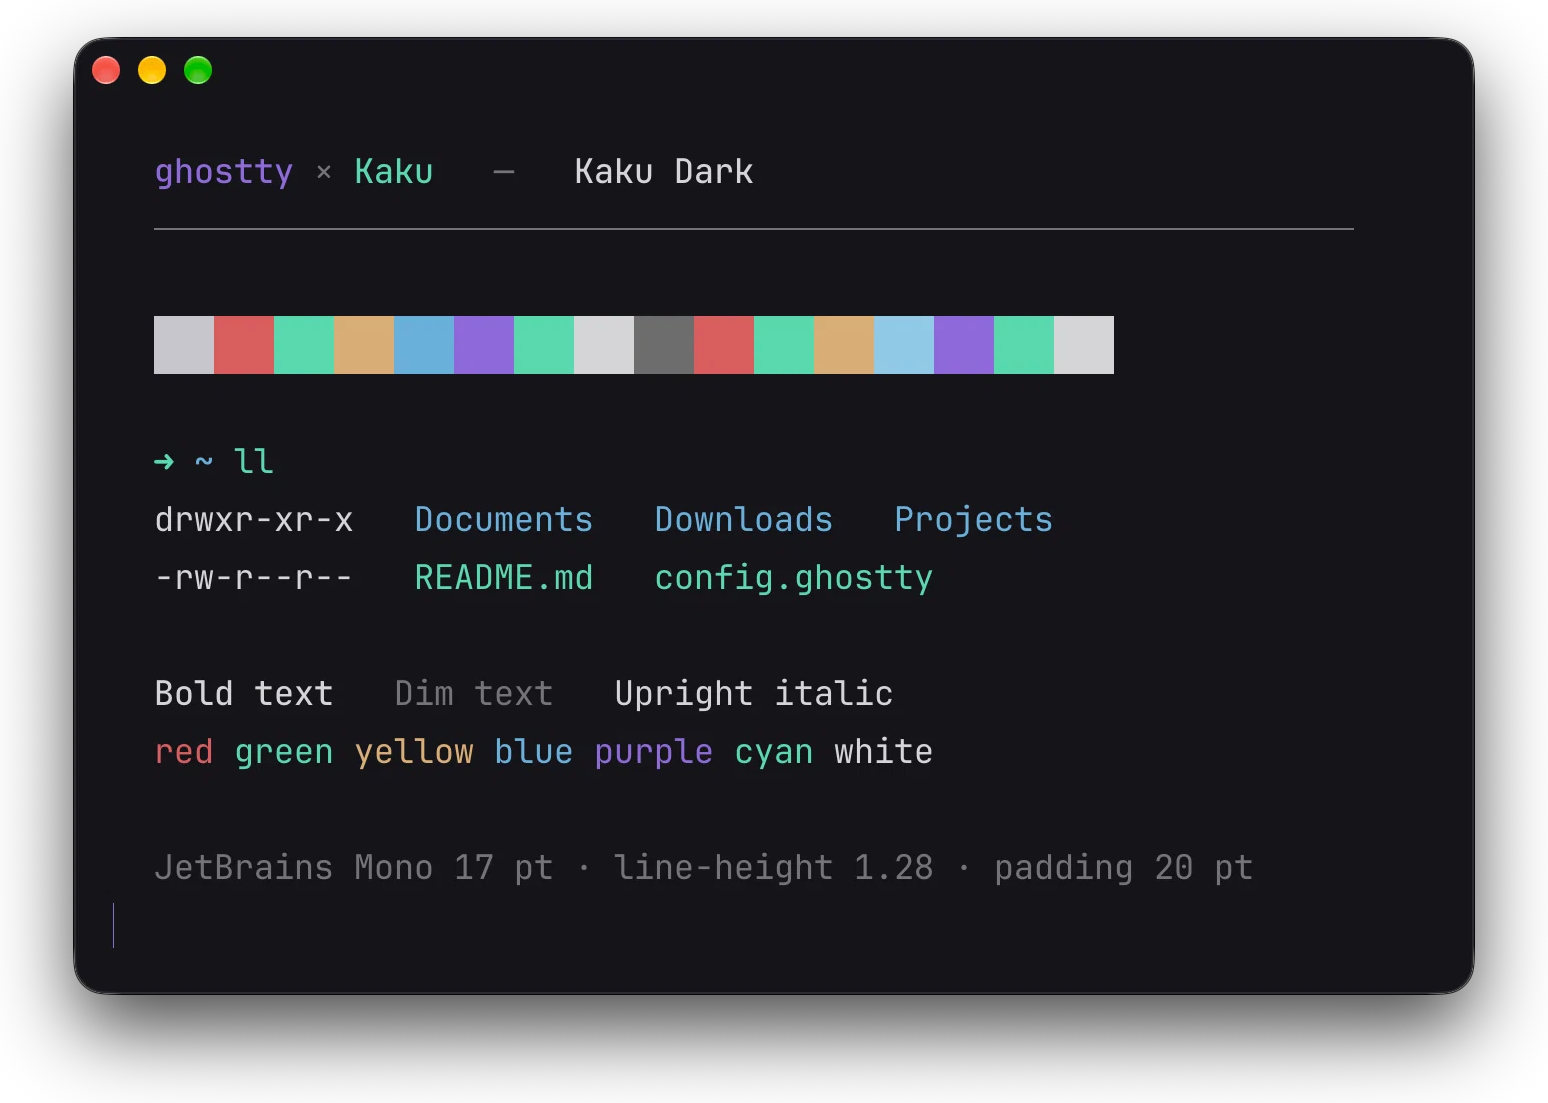 ghostty × Kaku — Kaku Dark
➜ ~ ll
drwxr-xr-x Documents Downloads Projects
-rw-r--r-- README.md config.ghostty
Bold text Dim text Upright italic
red green yellow blue purple cyan white
JetBrains Mono 17 pt · line-height 1.28 · padding 20 pt